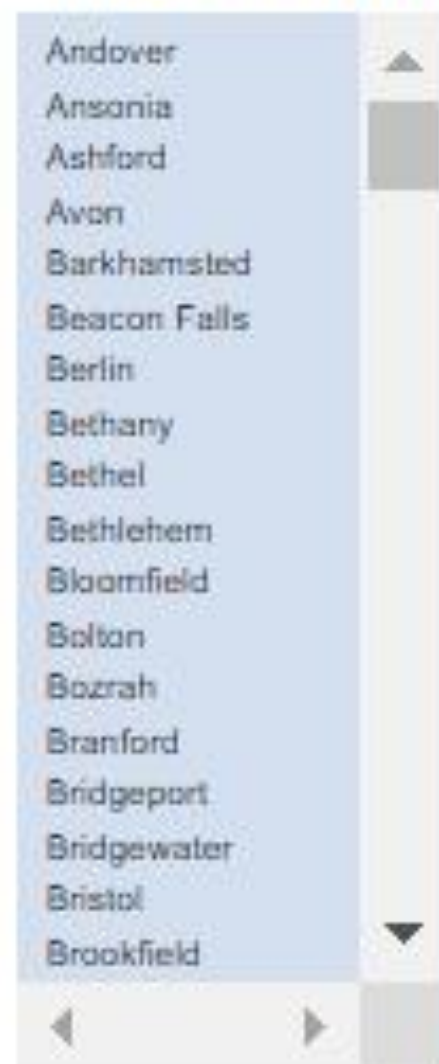 Andover
Ansonia
Ashford
Avon
Barkhamsted
Beacon Falls
Berlin
Bethany
Bethel
Bethlehem
Bloomfield
Bolton
Bozrah
Branford
Bridgeport
Bridgewater
Bristol
Brookfield